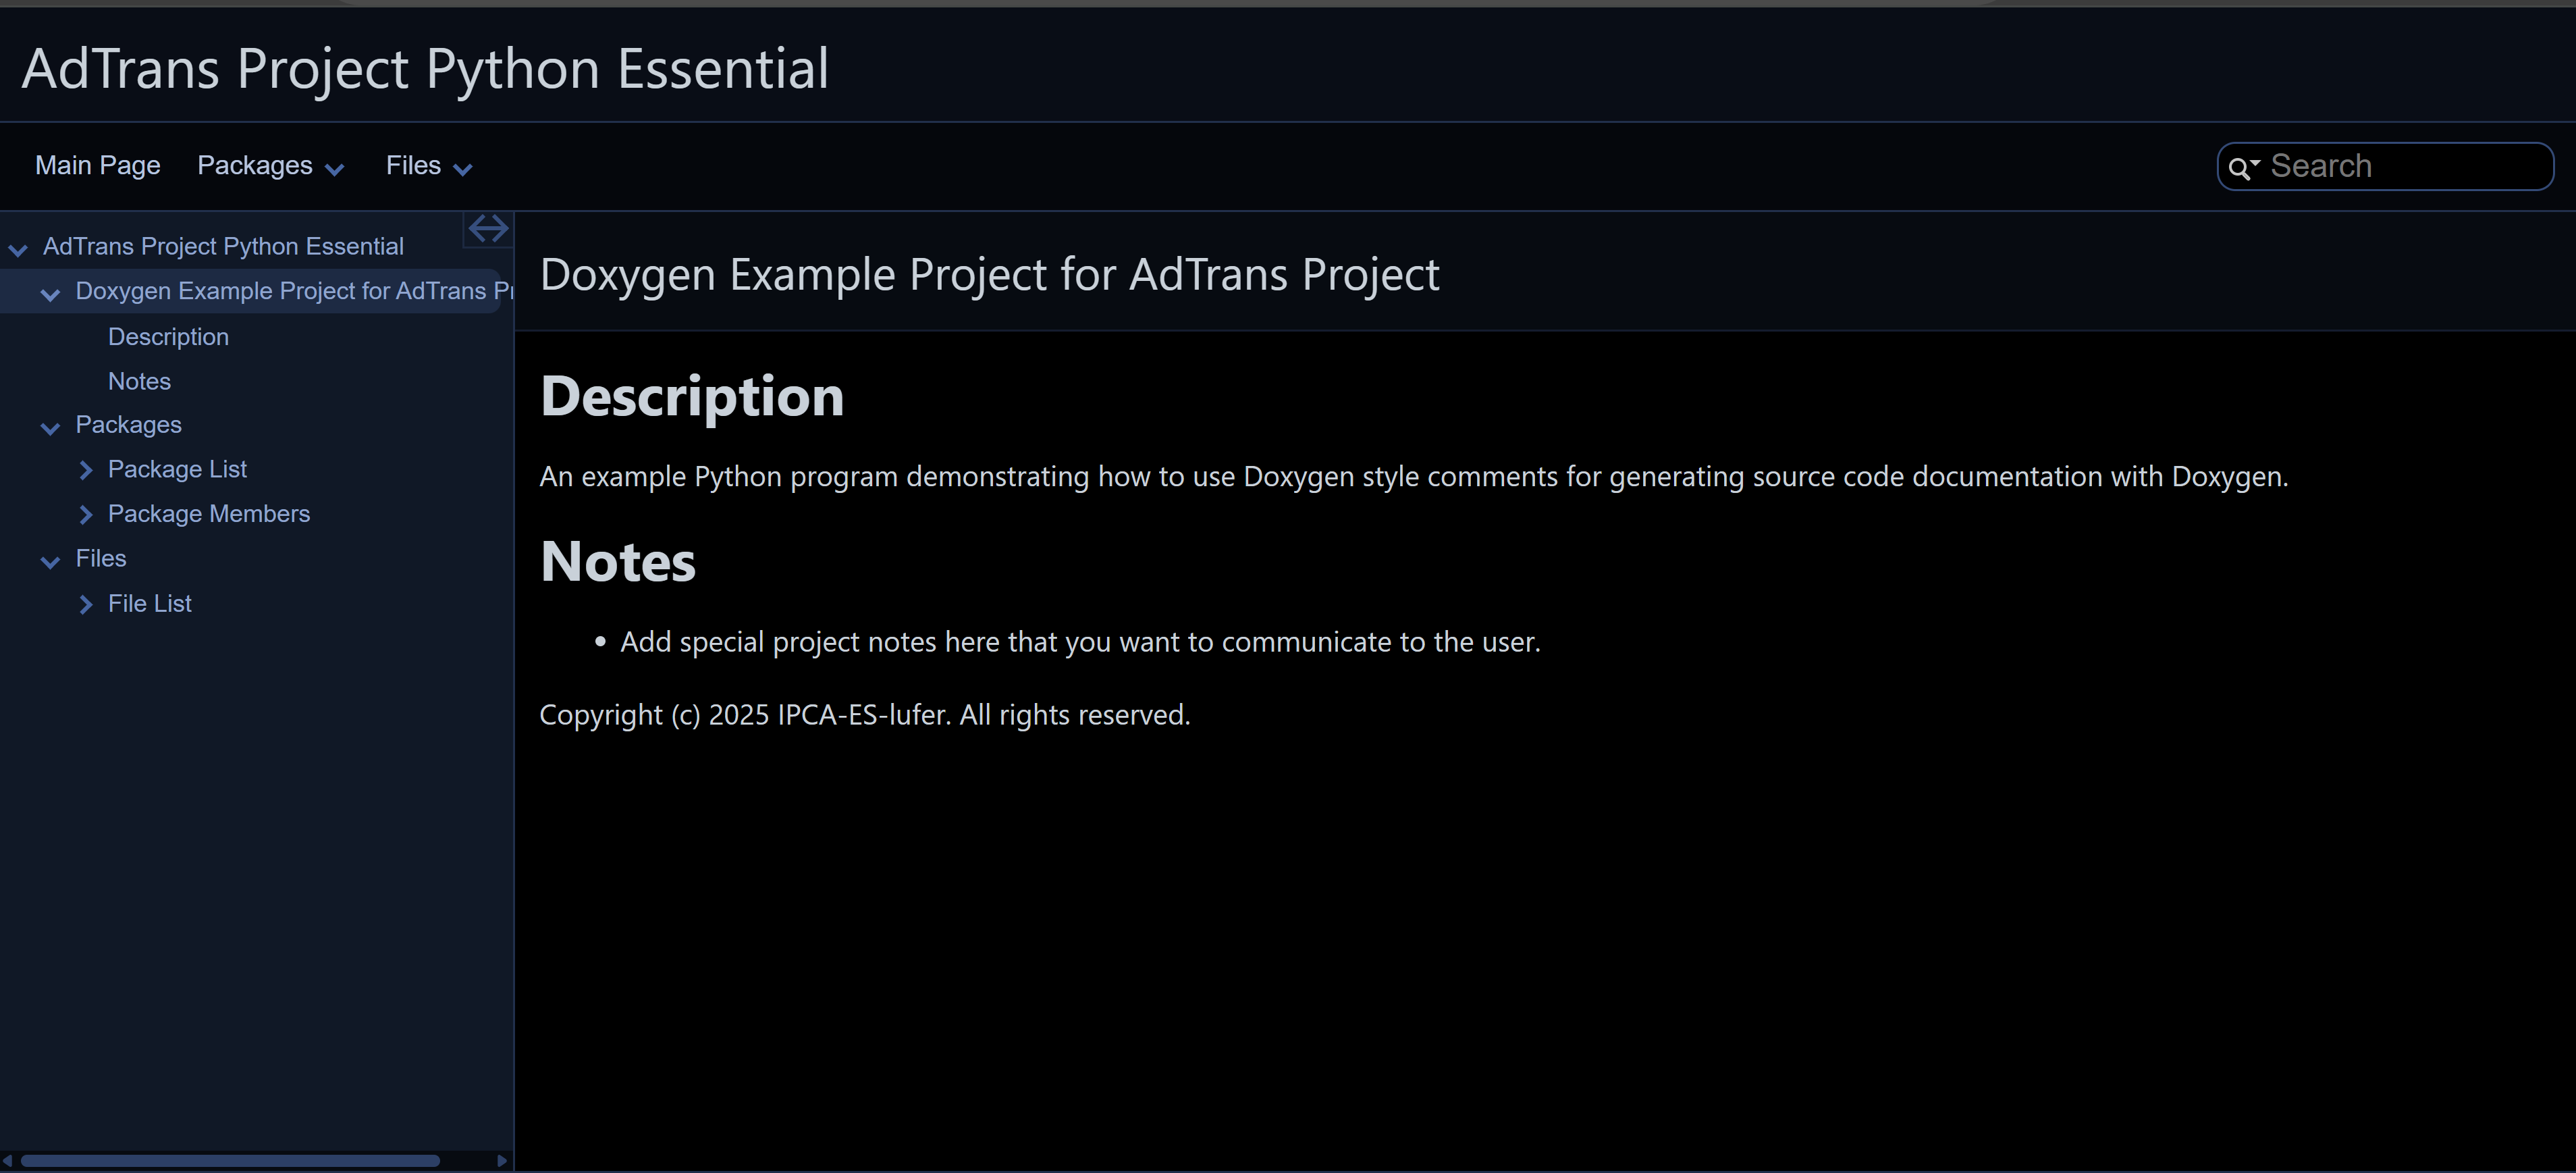 AdTrans Project Python Essential
Main Page
Packages
Files
Search
AdTrans Project Python Essential
Doxygen Example Project for AdTrans Pr
Description
Notes
Packages
Package List
Package Members
Files
File List
Doxygen Example Project for AdTrans Project
Description
An example Python program demonstrating how to use Doxygen style comments for generating source code documentation with Doxygen.
Notes
• Add special project notes here that you want to communicate to the user.
Copyright (c) 2025 IPCA-ES-lufer. All rights reserved.